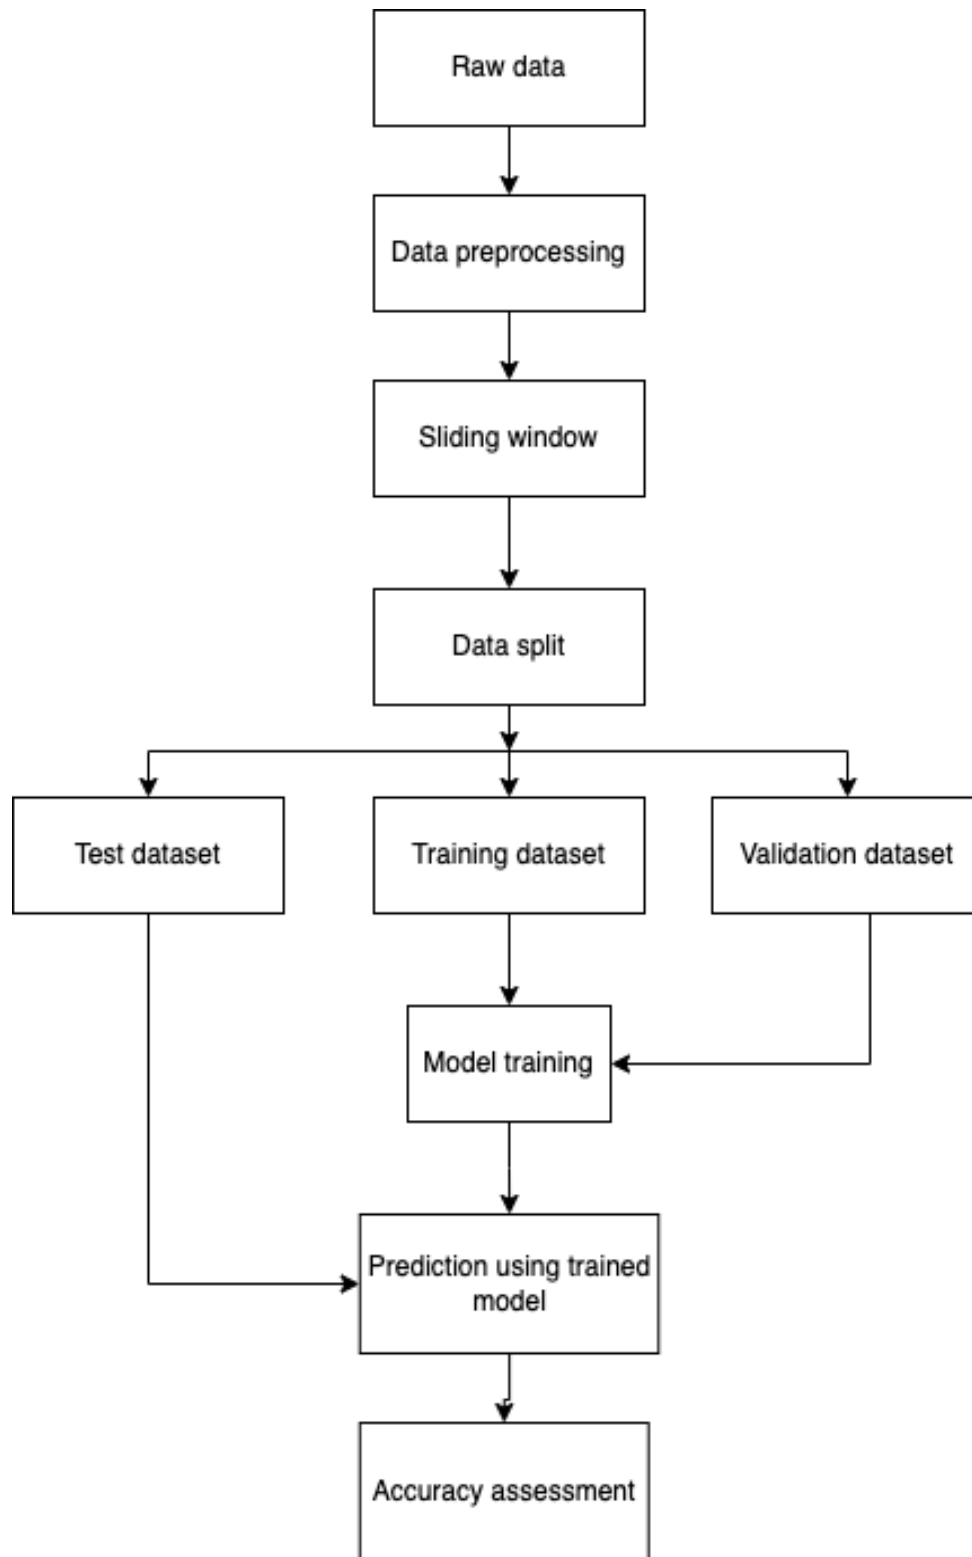 Raw data
Data preprocessing
Sliding window
Data split
Test dataset
Training dataset
Validation dataset
Model training
Prediction using trained
model
Accuracy assessment